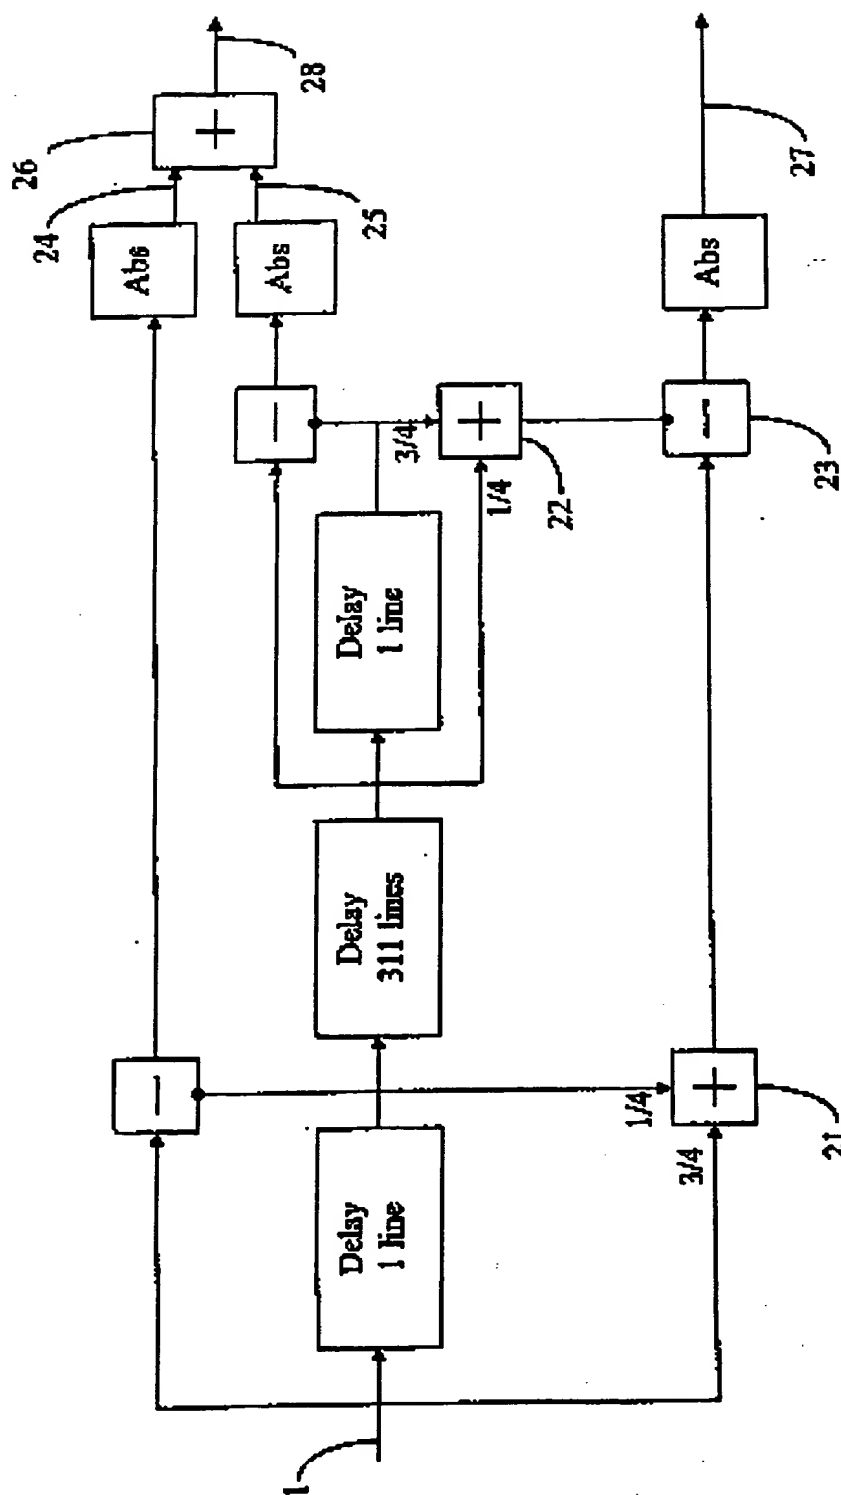 1
Delay
1 line
3/4
1/4
21
Delay
311 lines
Delay
1 line
3/4
1/4
22
23
Abs
Abs
Abs
24
25
26
27
28
+
+
+
−
−
−